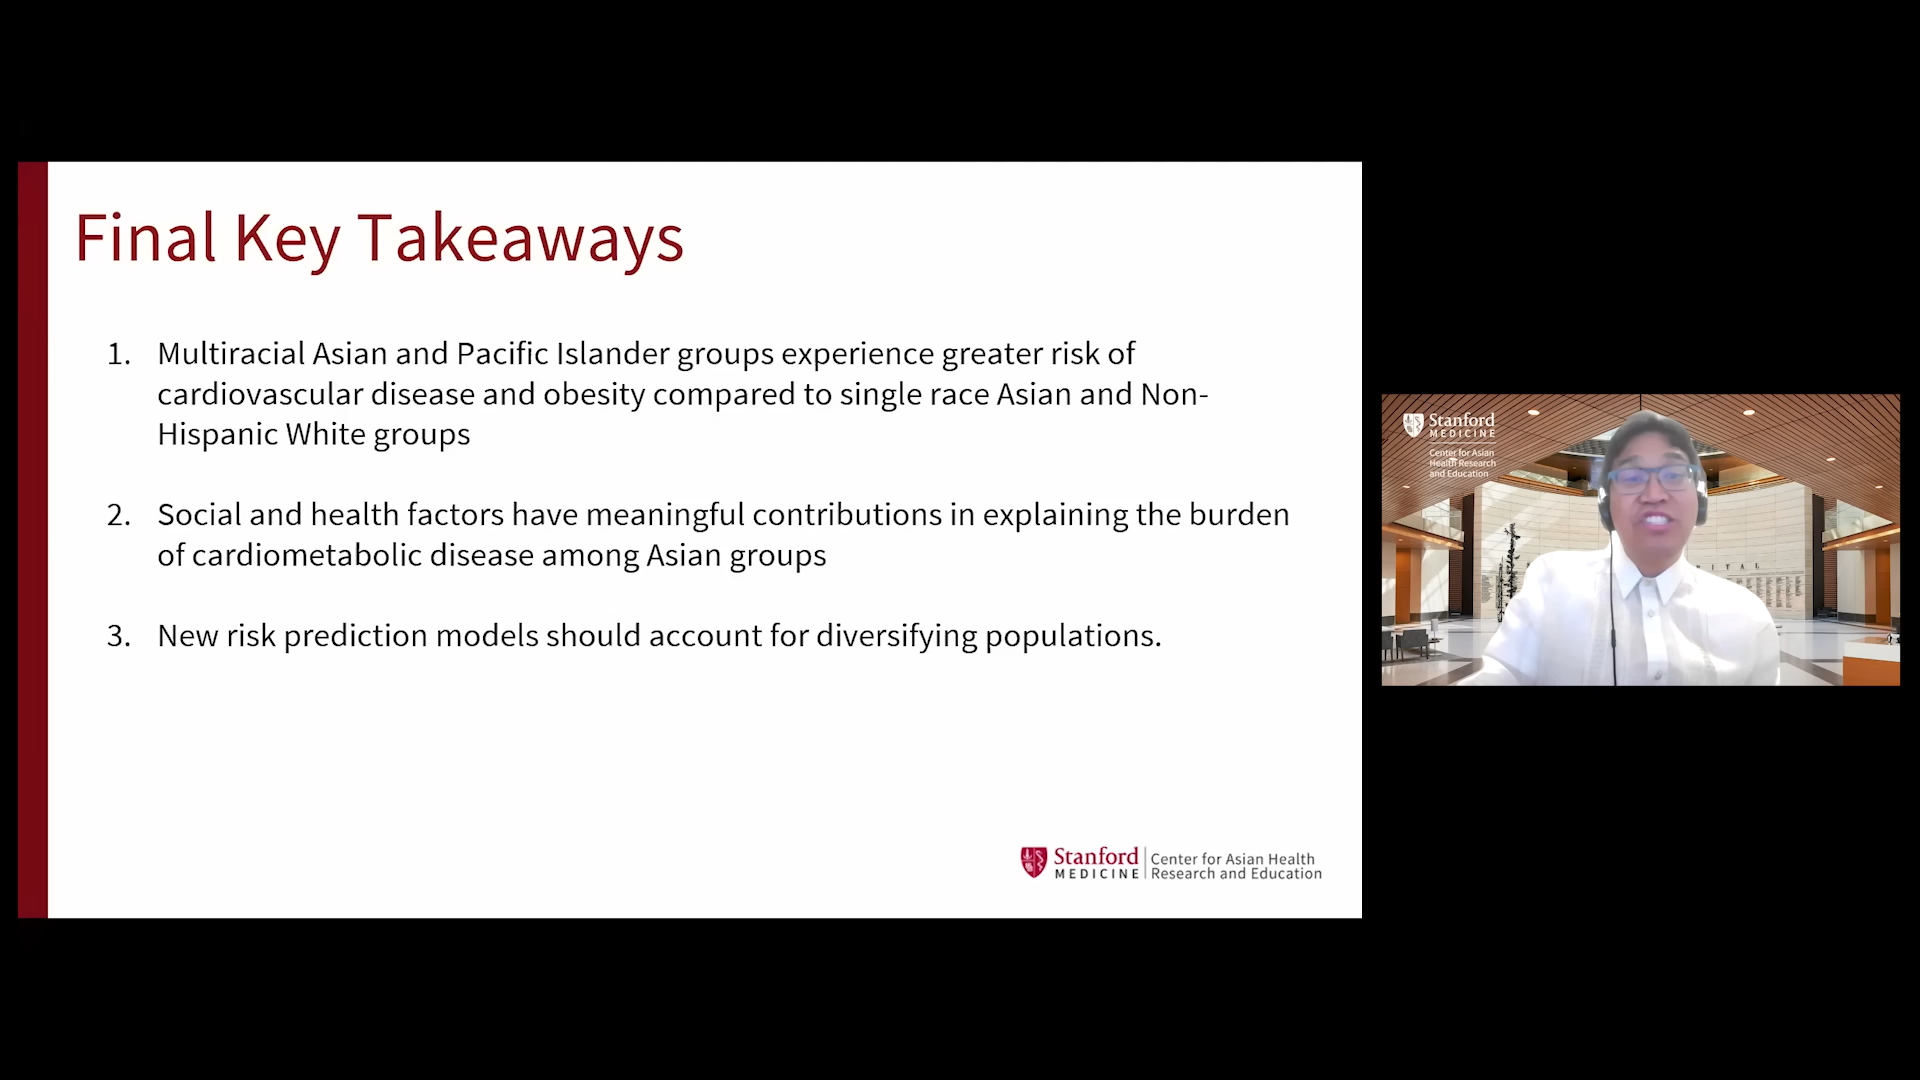 Final Key Takeaways
1. Multiracial Asian and Pacific Islander groups experience greater risk of
cardiovascular disease and obesity compared to single race Asian and Non-
Hispanic White groups
2. Social and health factors have meaningful contributions in explaining the burden
of cardiometabolic disease among Asian groups
3. New risk prediction models should account for diversifying populations.
Stanford
MEDICINE
Center for Asian Health
Research and Education
Stanford
MEDICINE
Center for Asian
Health Research
and Education